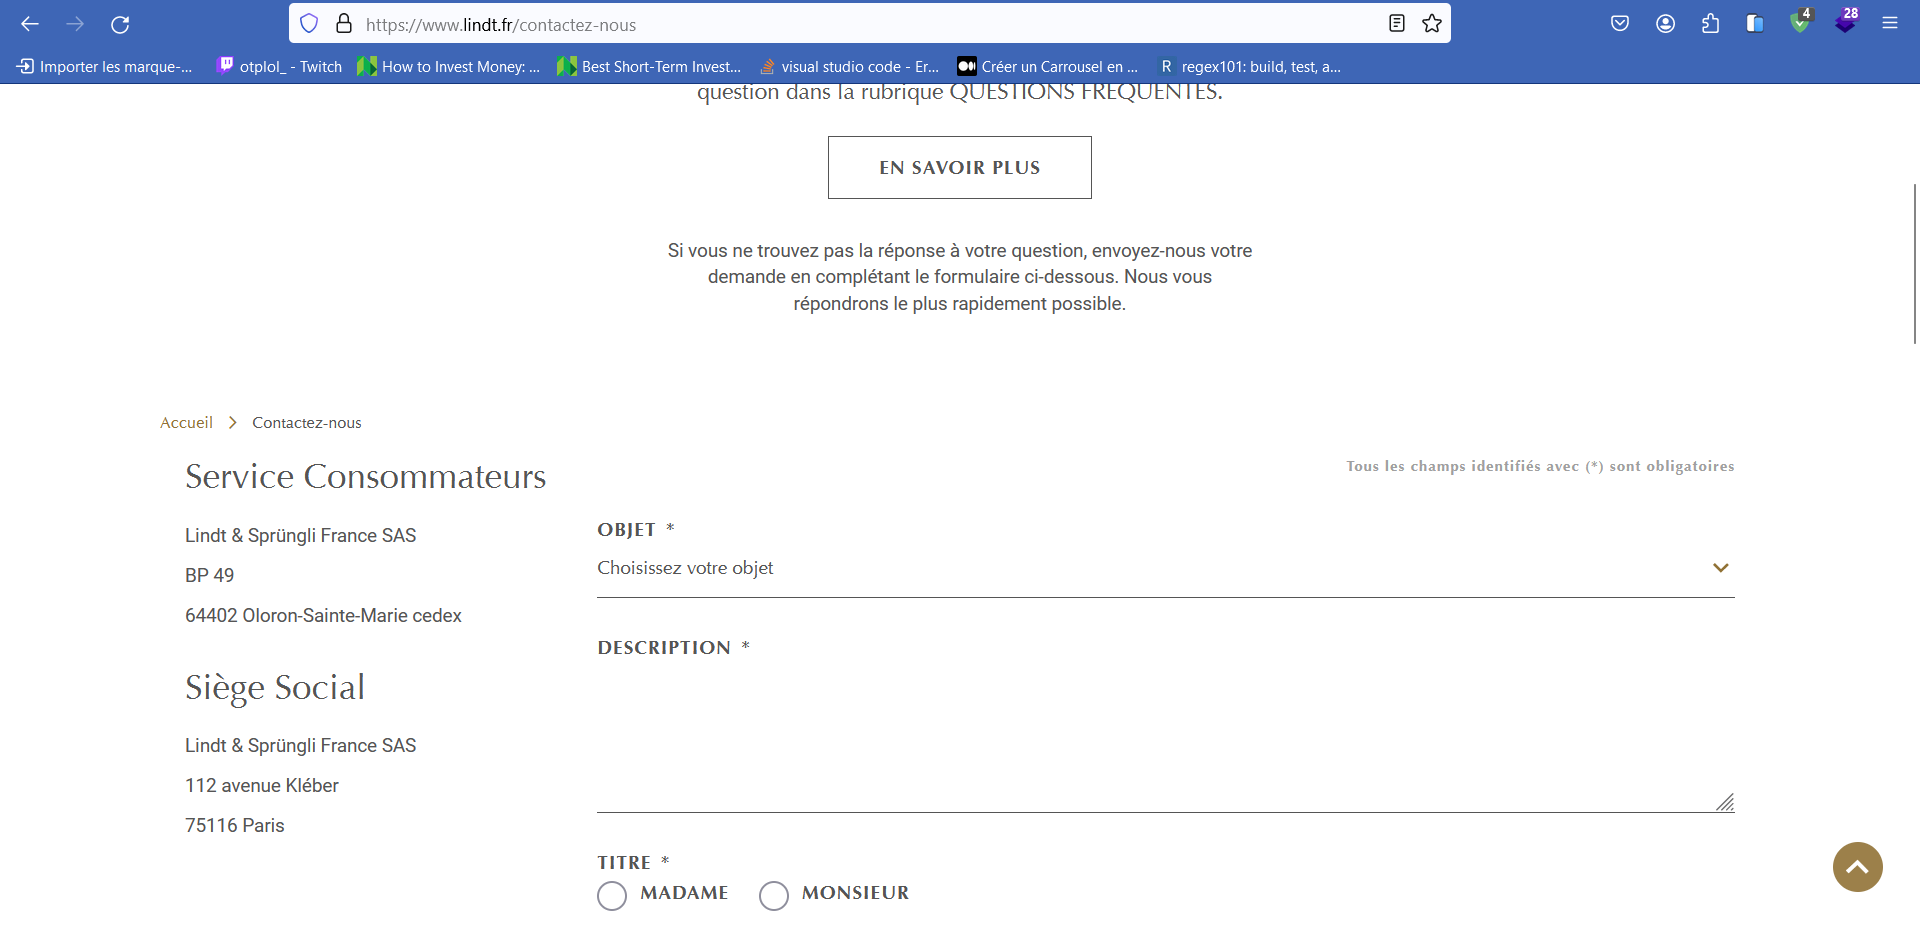 https://www.lindt.fr/contactez-nous
4
28
Importer les marque-...
otplol_ - Twitch
How to Invest Money: ...
Best Short-Term Invest...
visual studio code - Er...
Créer un Carrousel en ...
R regex101: build, test, a...
question dans la rubrique QUESTIONS FREQUENTES.
EN SAVOIR PLUS
Si vous ne trouvez pas la réponse à votre question, envoyez-nous votre
demande en complétant le formulaire ci-dessous. Nous vous
répondrons le plus rapidement possible.
Accueil
Contactez-nous
Service Consommateurs
Lindt & Sprüngli France SAS
BP 49
64402 Oloron-Sainte-Marie cedex
Siège Social
Lindt & Sprüngli France SAS
112 avenue Kléber
75116 Paris
Tous les champs identifiés avec (*) sont obligatoires
OBJET *
Choisissez votre objet
DESCRIPTION *
TITRE *
MADAME
MONSIEUR